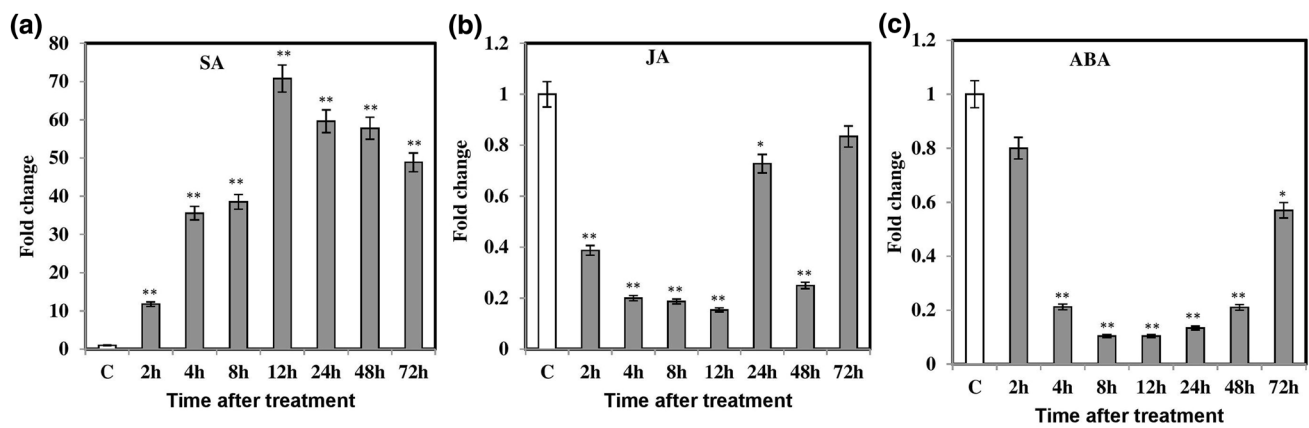 (a)
80
70
60
50
40
30
20
10
0
Fold change
SA
**
**
**
**
**
**
**
C 2h 4h 8h 12h 24h 48h 72h
Time after treatment
(b)
1.2
1
0.8
0.6
0.4
0.2
0
Fold change
JA
**
**
**
**
*
**
C 2h 4h 8h 12h 24h 48h 72h
Time after treatment
(c)
1.2
1
0.8
0.6
0.4
0.2
0
Fold change
ABA
**
**
**
**
**
*
C 2h 4h 8h 12h 24h 48h 72h
Time after treatment